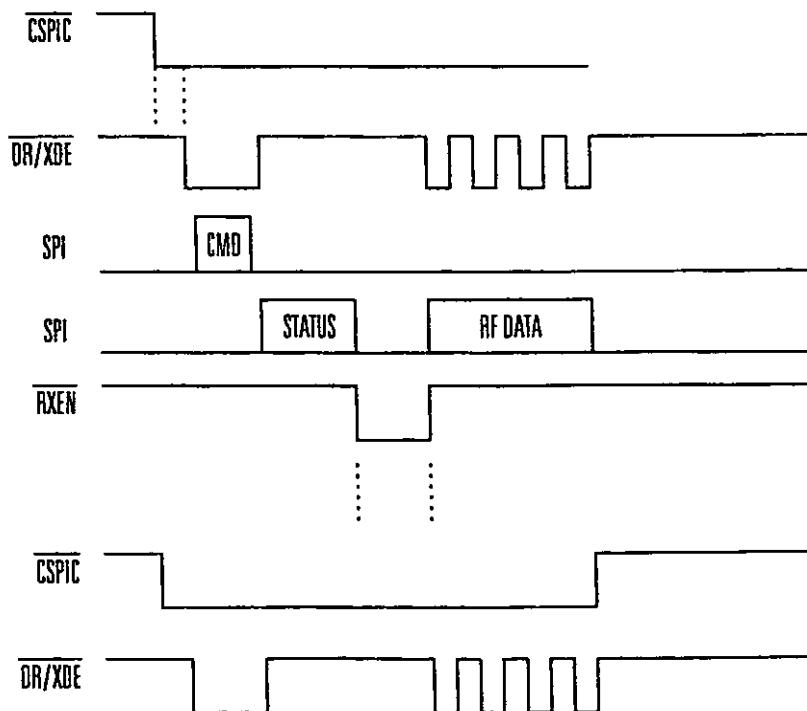 CSPIC
DR/XDE
SPI CMD
SPI STATUS RF DATA
RXEN
CSPIC
DR/XDE